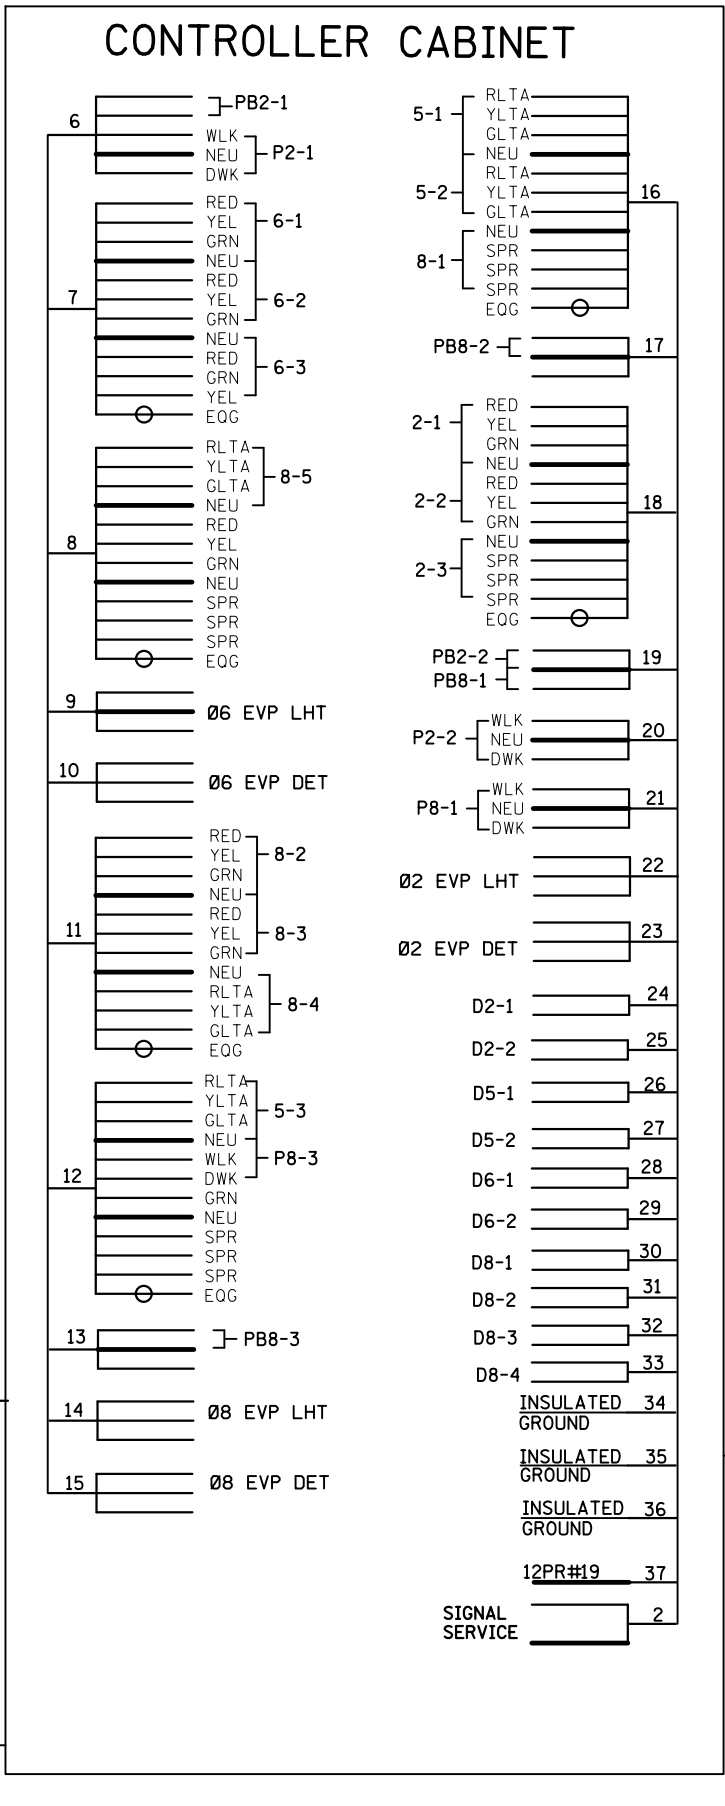 CONTROLLER CABINET
6
PB2-1
WLK
NEU
DWK
P2-1
7
RED
YEL
GRN
NEU
RED
YEL
GRN
NEU
RED
GRN
YEL
EQG
6-1
6-2
6-3
8
RLTA
YLTA
GLTA
NEU
RED
YEL
GRN
NEU
SPR
SPR
SPR
EQG
8-5
9
Ø6 EVP LHT
10
Ø6 EVP DET
11
RED
YEL
GRN
NEU
RED
YEL
GRN
NEU
RLTA
YLTA
GLTA
EQG
8-2
8-3
8-4
12
RLTA
YLTA
GLTA
NEU
WLK
DWK
GRN
NEU
SPR
SPR
SPR
EQG
5-3
P8-3
13
PB8-3
14
Ø8 EVP LHT
15
Ø8 EVP DET
5-1
5-2
8-1
RLTA
YLTA
GLTA
NEU
RLTA
YLTA
GLTA
NEU
SPR
SPR
SPR
EQG
16
PB8-2
17
2-1
2-2
2-3
RED
YEL
GRN
NEU
RED
YEL
GRN
NEU
SPR
SPR
SPR
EQG
18
PB2-2
PB8-1
19
P2-2
WLK
NEU
DWK
20
P8-1
WLK
NEU
DWK
21
Ø2 EVP LHT
22
Ø2 EVP DET
23
D2-1
24
D2-2
25
D5-1
26
D5-2
27
D6-1
28
D6-2
29
D8-1
30
D8-2
31
D8-3
32
D8-4
33
INSULATED
GROUND
34
INSULATED
GROUND
35
INSULATED
GROUND
36
12PR#19
37
SIGNAL
SERVICE
2